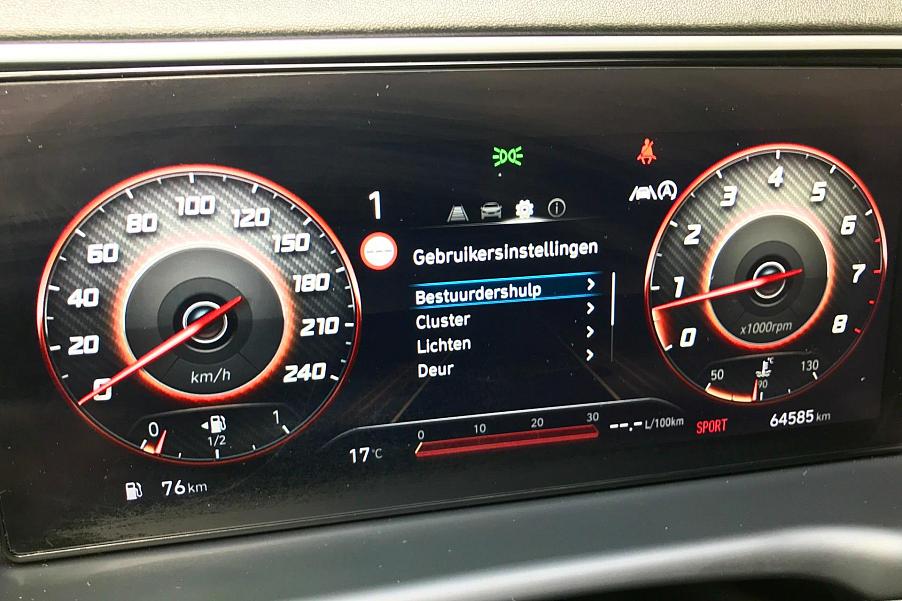 0
20
40
60
80
100
120
150
180
210
240
km/h
0
1/2
1
76 km
1
Gebruikersinstellingen
Bestuurdershulp
Cluster
Lichten
Deur
0 10 20 30
--.- L/100km
17°C
SPORT
64585 km
0
1
2
3
4
5
6
7
8
x1000rpm
50
90
130
°C
A
i